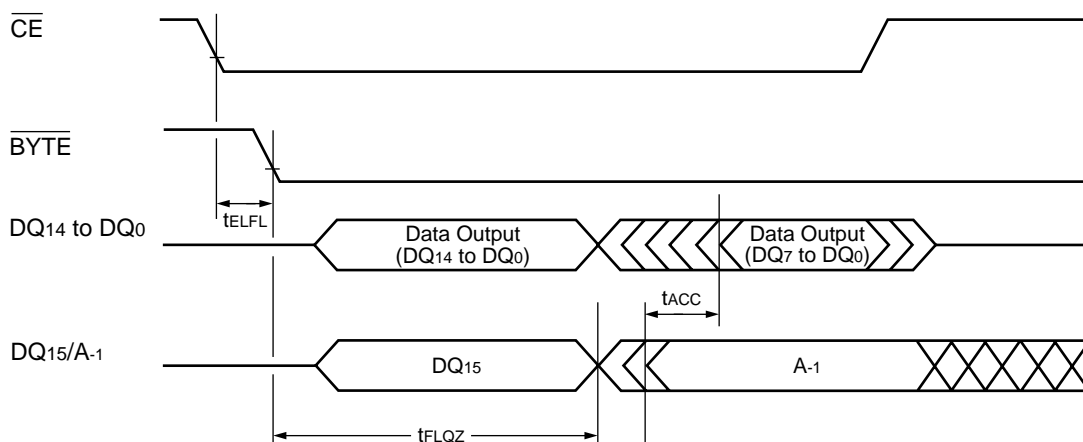 CE
BYTE
tELFL
DQ14 to DQ0
Data Output
(DQ14 to DQ0)
Data Output
(DQ7 to DQ0)
tACC
DQ15/A-1
DQ15
A-1
tFLQZ